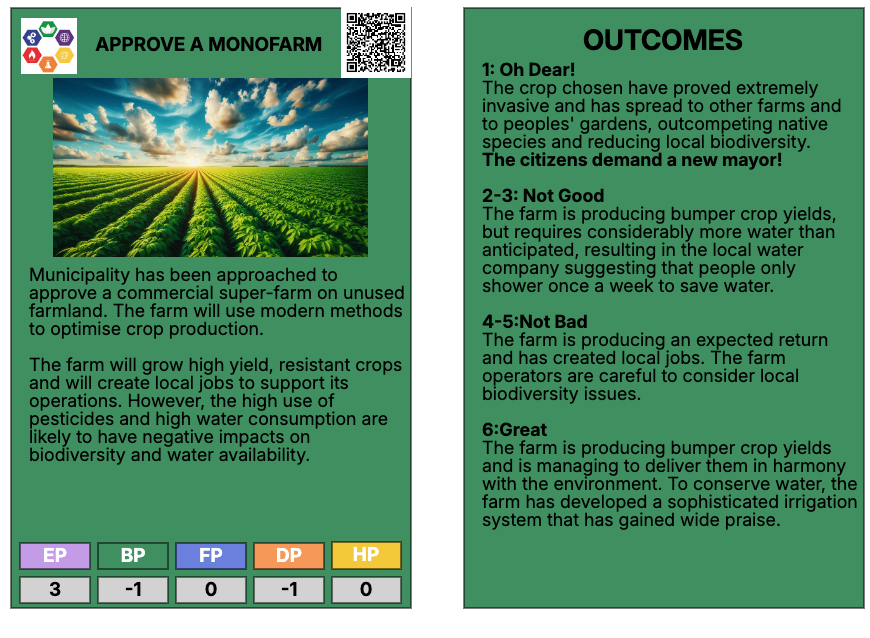 APPROVE A MONOFARM
Municipality has been approached to
approve a commercial super-farm on unused
farmland. The farm will use modern methods
to optimise crop production.
The farm will grow high yield, resistant crops
and will create local jobs to support its
operations. However, the high use of
pesticides and high water consumption are
likely to have negative impacts on
biodiversity and water availability.
EP BP FP DP HP
3 -1 0 -1 0
OUTCOMES
1: Oh Dear!
The crop chosen have proved extremely
invasive and has spread to other farms and
to peoples' gardens, outcompeting native
species and reducing local biodiversity.
The citizens demand a new mayor!
2-3: Not Good
The farm is producing bumper crop yields,
but requires considerably more water than
anticipated, resulting in the local water
company suggesting that people only
shower once a week to save water.
4-5:Not Bad
The farm is producing an expected return
and has created local jobs. The farm
operators are careful to consider local
biodiversity issues.
6:Great
The farm is producing bumper crop yields
and is managing to deliver them in harmony
with the environment. To conserve water, the
farm has developed a sophisticated irrigation
system that has gained wide praise.